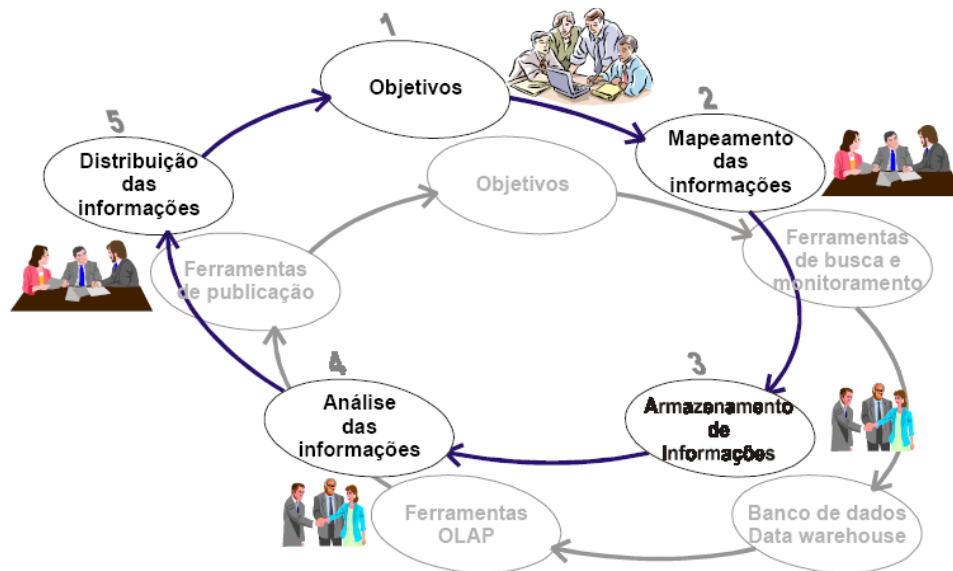 1
Objetivos
2
Mapeamento
das
informações
5
Distribuição
das
informações
Objetivos
Ferramentas
de busca e
monitoramento
Ferramentas
de publicação
3
Armazenamento
de
Informações
4
Análise
das
informações
Ferramentas
OLAP
Banco de dados
Data warehouse